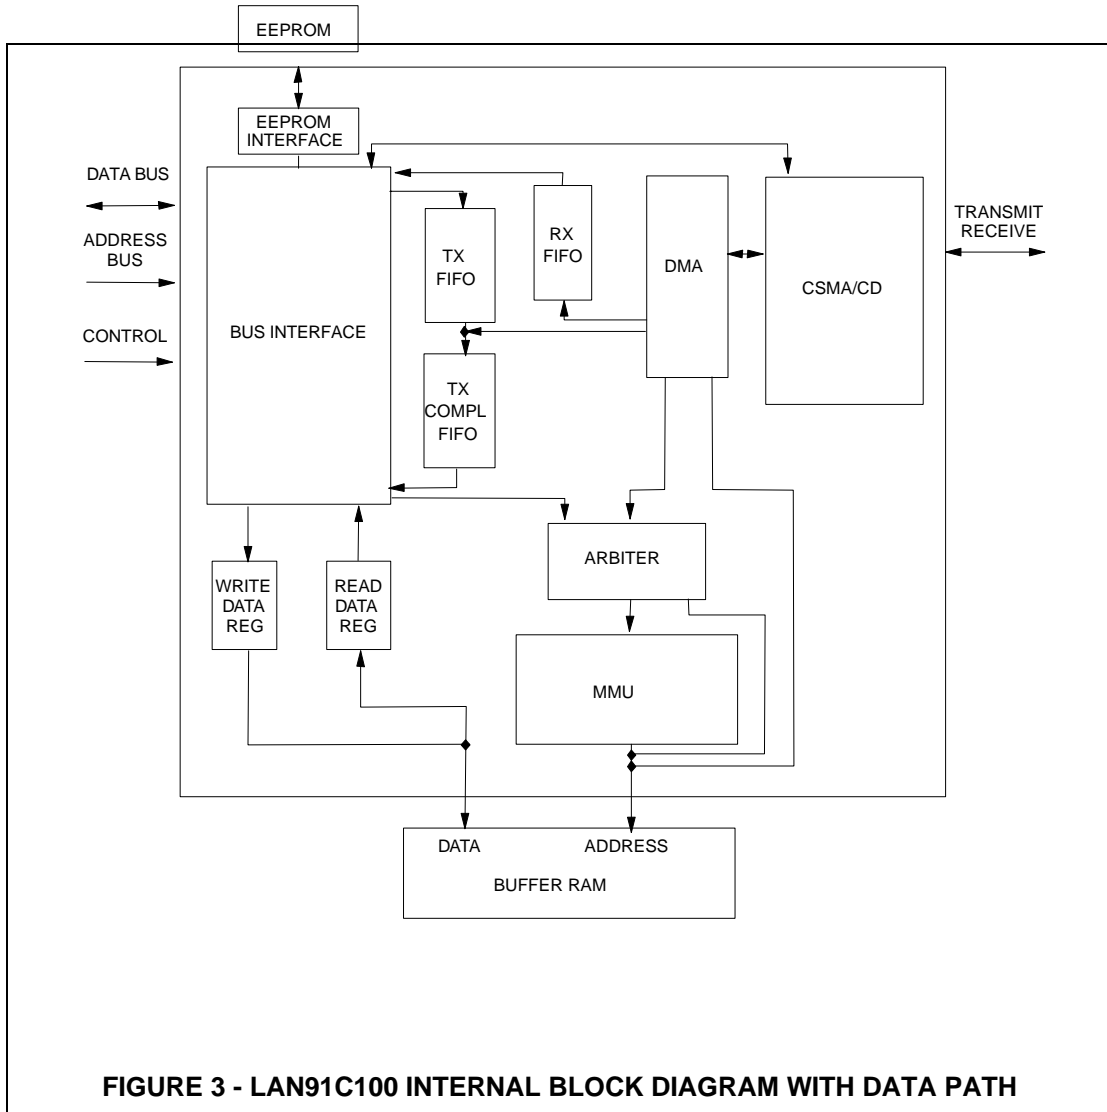 EEPROM
EEPROM
INTERFACE
DATA BUS
ADDRESS
BUS
CONTROL
BUS INTERFACE
TX
FIFO
RX
FIFO
DMA
CSMA/CD
TRANSMIT
RECEIVE
TX
COMPL
FIFO
ARBITER
WRITE
DATA
REG
READ
DATA
REG
MMU
DATA
ADDRESS
BUFFER RAM
FIGURE 3 - LAN91C100 INTERNAL BLOCK DIAGRAM WITH DATA PATH